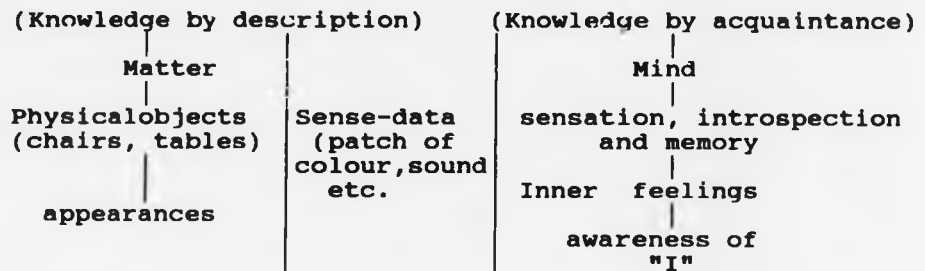 (Knowledge by description) (Knowledge by acquaintance)
Matter
Physicalobjects
(chairs, tables)
appearances
Sense-data
(patch of
colour,sound
etc.
Mind
sensation, introspection
and memory
Inner feelings
awareness of
"I"